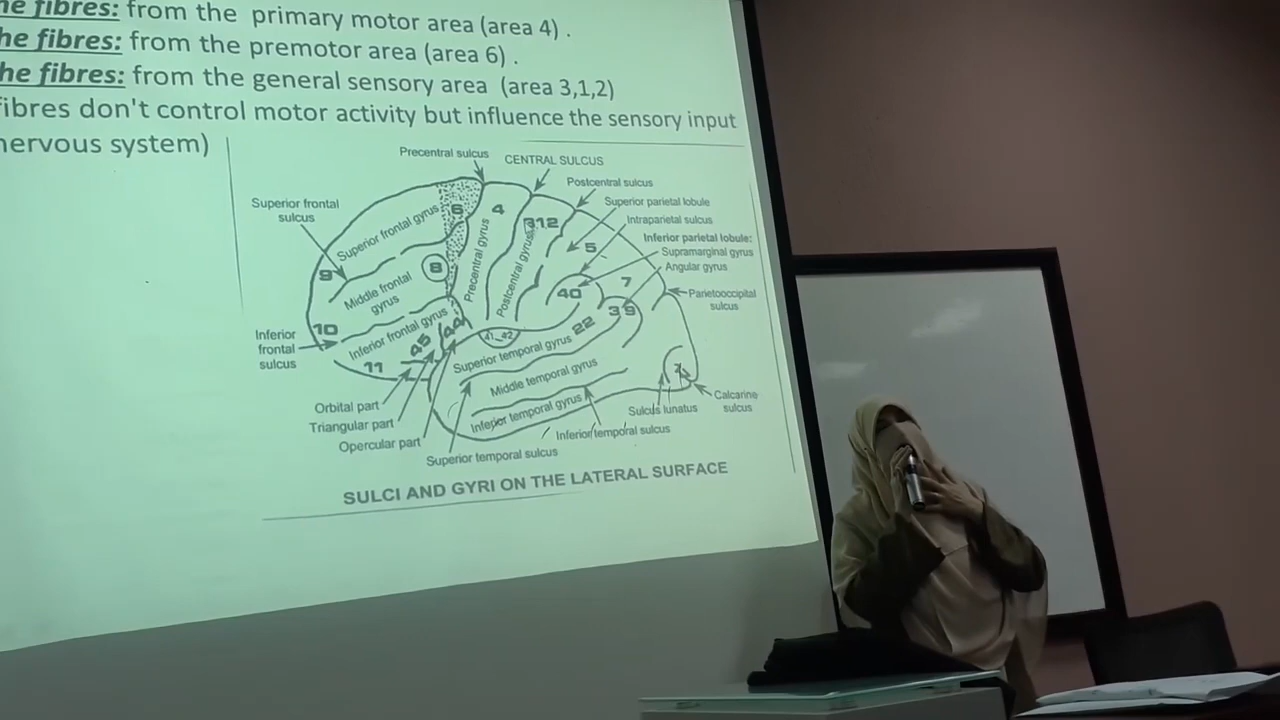 he fibres: from the primary motor area (area 4) .
he fibres: from the premotor area (area 6) .
he fibres: from the general sensory area (area 3,1,2)
fibres don't control motor activity but influence the sensory input
nervous system)
Precentral sulcus
CENTRAL SULCUS
Postcentral sulcus
Superior parietal lobule
Intraparietal sulcus
Inferior parietal lobule:
Supramarginal gyrus
Angular gyrus
Parietooccipital
sulcus
Superior frontal
sulcus
Superior frontal gyrus
6
4
312
5
Precentral gyrus
Postcentral gyrus
9
8
Middle frontal
gyrus
40
7
39
10
Inferior
frontal
sulcus
Inferior frontal gyrus
44
45
11
41, 42
22
Superior temporal gyrus
Middle temporal gyrus
Inferior temporal gyrus
Orbital part
Triangular part
Opercular part
Superior temporal sulcus
Inferior temporal sulcus
Sulcus lunatus
Calcarine
sulcus
SULCI AND GYRI ON THE LATERAL SURFACE